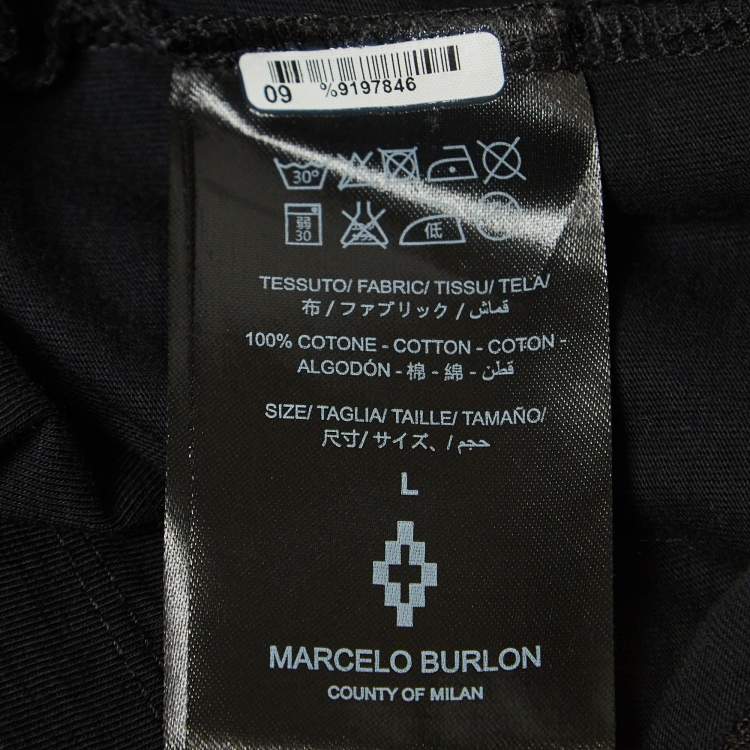 09 %9197846
30°
弱
30
低
TESSUTO/ FABRIC/ TISSU/ TELA/
布 / ファブリック / قماش/
100% COTONE - COTTON - COTON -
ALGODÓN - 棉 - 綿 - قطن
SIZE/ TAGLIA/ TAILLE/ TAMAÑO/
尺寸/ サイズ、/ حجم/
L
MARCELO BURLON
COUNTY OF MILAN